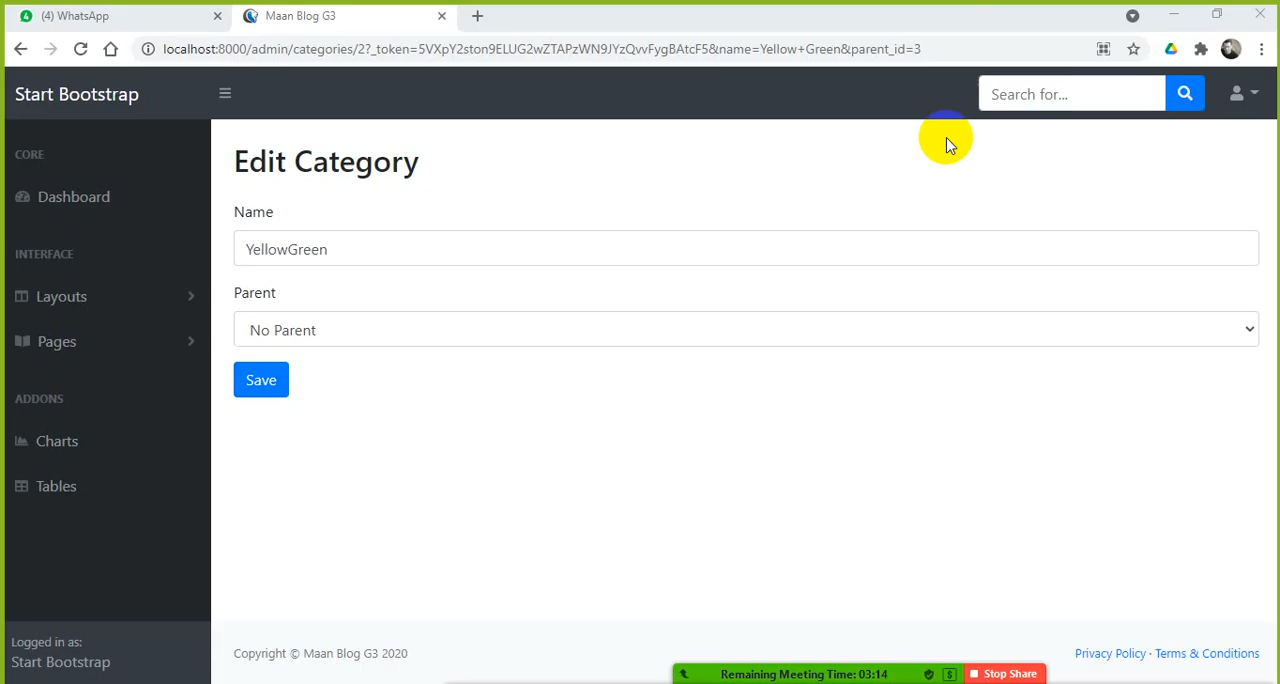 (4) WhatsApp
Maan Blog G3
localhost:8000/admin/categories/2?_token=5VXpY2ston9ELUG2wZTAPzWN9JYzQvvFygBAtcF5&name=Yellow+Green&parent_id=3
Start Bootstrap
Search for...
CORE
Dashboard
INTERFACE
Layouts
Pages
ADDONS
Charts
Tables
Logged in as:
Start Bootstrap
Edit Category
Name
YellowGreen
Parent
No Parent
Save
Copyright © Maan Blog G3 2020
Privacy Policy · Terms & Conditions
Remaining Meeting Time: 03:14
$
Stop Share